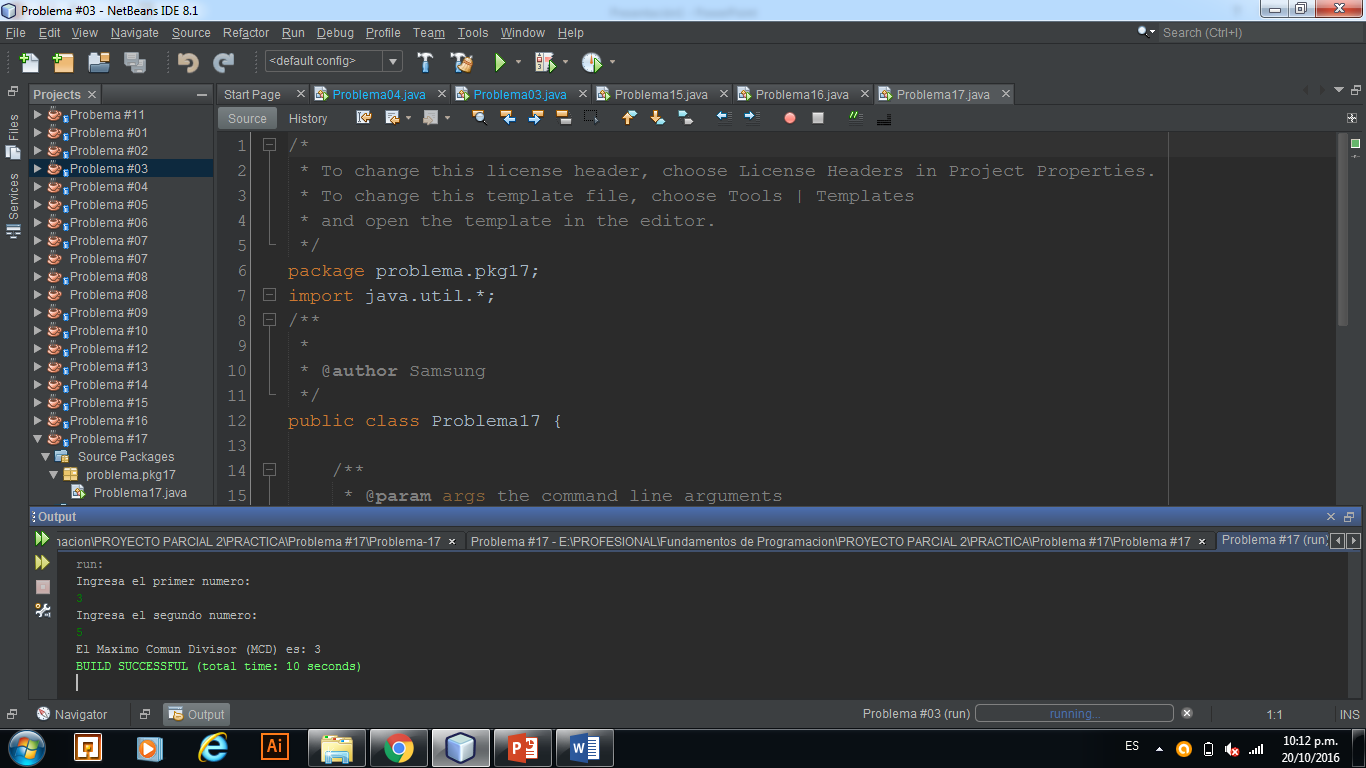 Problema #03 - NetBeans IDE 8.1
File Edit View Navigate Source Refactor Run Debug Profile Team Tools Window Help
Search (Ctrl+I)
<default config>
Files
Services
Projects
Probema #11
Problema #01
Problema #02
Problema #03
Problema #04
Problema #05
Problema #06
Problema #07
Problema #07
Problema #08
Problema #08
Problema #09
Problema #10
Problema #12
Problema #13
Problema #14
Problema #15
Problema #16
Problema #17
Source Packages
problema.pkg17
Problema17.java
Start Page Problema04.java Problema03.java Problema15.java Problema16.java Problema17.java
Source History
1 /*
2 * To change this license header, choose License Headers in Project Properties.
3 * To change this template file, choose Tools | Templates
4 * and open the template in the editor.
5 */
6 package problema.pkg17;
7 import java.util.*;
8 /**
9 *
10 * @author Samsung
11 */
12 public class Problema17 {
13
14 /**
15 * @param args the command line arguments
Output
nacion\PROYECTO PARCIAL 2\PRACTICA\Problema #17\Problema-17 Problema #17 - E:\PROFESIONAL\Fundamentos de Programacion\PROYECTO PARCIAL 2\PRACTICA\Problema #17\Problema #17 Problema #17 (run)
run:
Ingresa el primer numero:
3
Ingresa el segundo numero:
5
El Maximo Comun Divisor (MCD) es: 3
BUILD SUCCESSFUL (total time: 10 seconds)
Navigator Output
Problema #03 (run) running... 1:1 INS
Ai
ES
10:12 p.m.
20/10/2016